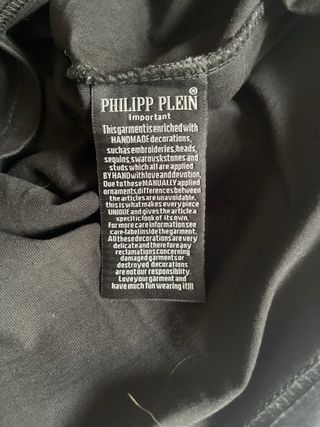 PHILIPP PLEIN
Important
This garment is enriched with
HANDMADE decorations,
such as embroideries, beads,
sequins, swarovsk stones and
studs which all are applied
BY HAND with love and devotion.
Due to these MANUALLY applied
ornaments, differences between
the articles are unavoidable,
this is what makes every piece
UNIQUE and gives the article a
specific look of its own.
For more care information see
care-label inside the garment.
All these decorations are very
delicate and there for any
reclamations concerning
damaged garments or
destroyed decorations
are not our responsibility.
Love your garment and
have much fun wearing it!!!